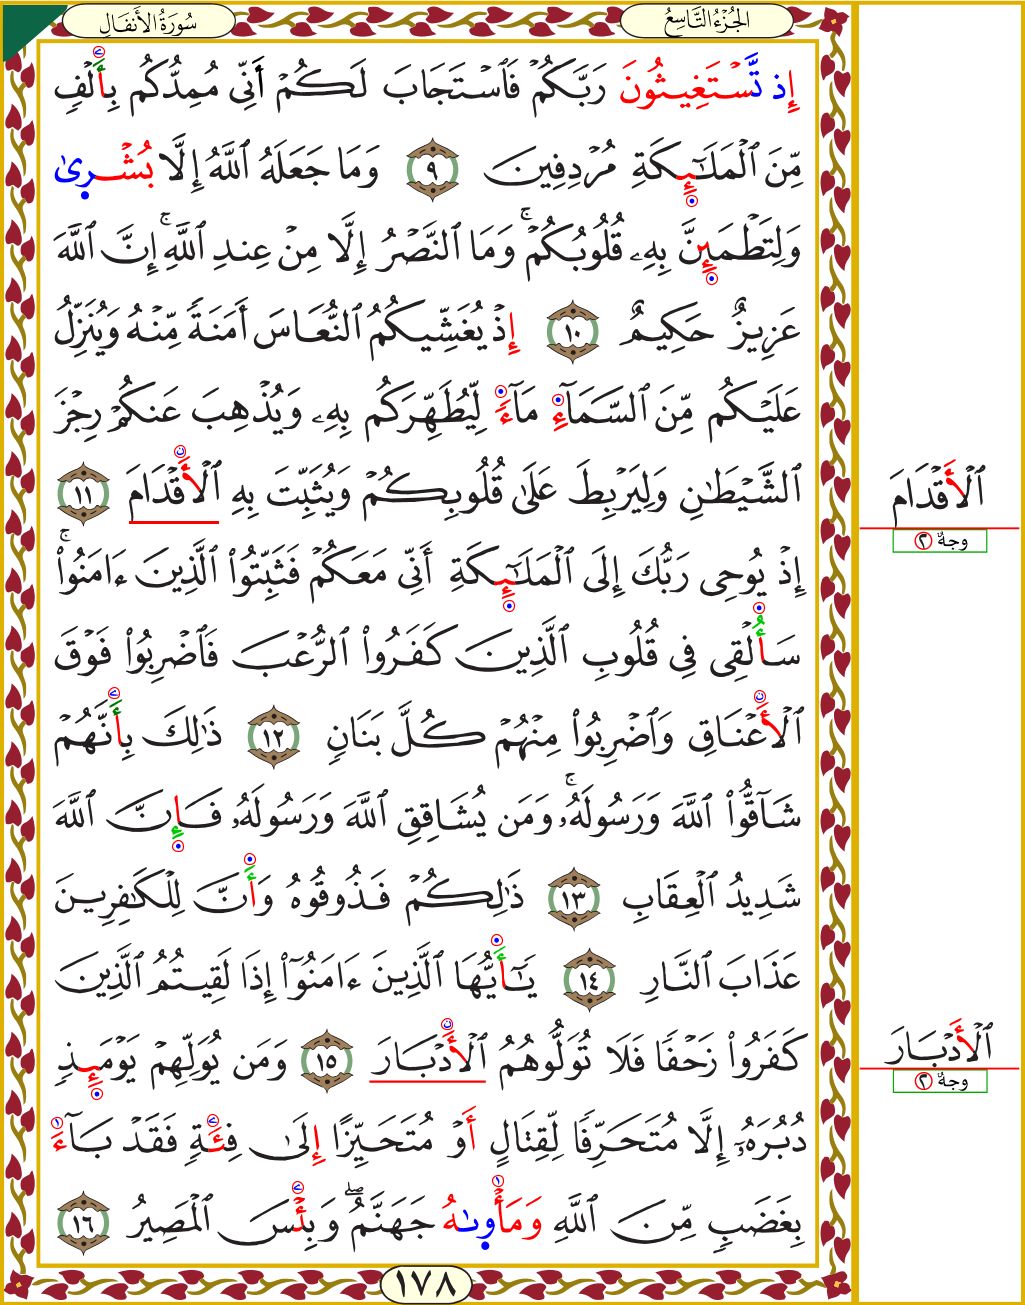 الجُزْءُ التَّاسِعُ
سُورَةُ الأَنفَالِ
إِذ تَّسْتَغِيثُونَ رَبَّكُمْ فَٱسْتَجَابَ لَكُمْ أَنِّى مُمِدُّكُم بِأَلْفٍ
مِّنَ ٱلْمَلَـٰٓئِكَةِ مُرْدِفِينَ ٩ وَمَا جَعَلَهُ ٱللَّهُ إِلَّا بُشْرِىٰ
وَلِتَطْمَئِنَّ بِهِۦ قُلُوبُكُمْ ۚ وَمَا ٱلنَّصْرُ إِلَّا مِنْ عِندِ ٱللَّهِ ۚ إِنَّ ٱللَّهَ
عَزِيزٌ حَكِيمٌ ١٠ إِذْ يُغَشِّيكُمُ ٱلنُّعَاسَ أَمَنَةً مِّنْهُ وَيُنَزِّلُ
عَلَيْكُم مِّنَ ٱلسَّمَآءِ مَآءً لِّيُطَهِّرَكُم بِهِۦ وَيُذْهِبَ عَنكُمْ رِجْزَ
ٱلشَّيْطَـٰنِ وَلِيَرْبِطَ عَلَىٰ قُلُوبِكُمْ وَيُثَبِّتَ بِهِ ٱلْأَقْدَامَ ١١
ٱلْأَقْدَامَ
وجهٌ ٢
إِذْ يُوحِى رَبُّكَ إِلَى ٱلْمَلَـٰٓئِكَةِ أَنِّى مَعَكُمْ فَثَبِّتُوا۟ ٱلَّذِينَ ءَامَنُوا۟ ۚ
سَأُلْقِى فِى قُلُوبِ ٱلَّذِينَ كَفَرُوا۟ ٱلرُّعْبَ فَٱضْرِبُوا۟ فَوْقَ
ٱلْأَعْنَاقِ وَٱضْرِبُوا۟ مِنْهُمْ كُلَّ بَنَانٍ ١٢ ذَٰلِكَ بِأَنَّهُمْ
شَآقُّوا۟ ٱللَّهَ وَرَسُولَهُۥ ۚ وَمَن يُشَاقِقِ ٱللَّهَ وَرَسُولَهُۥ فَإِنَّ ٱللَّهَ
شَدِيدُ ٱلْعِقَابِ ١٣ ذَٰلِكُمْ فَذُوقُوهُ وَأَنَّ لِلْكَـٰفِرِينَ
عَذَابَ ٱلنَّارِ ١٤ يَـٰٓأَيُّهَا ٱلَّذِينَ ءَامَنُوٓا۟ إِذَا لَقِيتُمُ ٱلَّذِينَ
كَفَرُوا۟ زَحْفًا فَلَا تُوَلُّوهُمُ ٱلْأَدْبَارَ ١٥ وَمَن يُوَلِّهِمْ يَوْمَئِذٍ
ٱلْأَدْبَارَ
وجهٌ ٢
دُبُرَهُۥٓ إِلَّا مُتَحَرِّفًا لِّقِتَالٍ أَوْ مُتَحَيِّزًا إِلَىٰ فِئَةٍ فَقَدْ بَآءَ
بِغَضَبٍ مِّنَ ٱللَّهِ وَمَأْوِىٰهُ جَهَنَّمُ ۖ وَبِئْسَ ٱلْمَصِيرُ ١٦
١٧٨